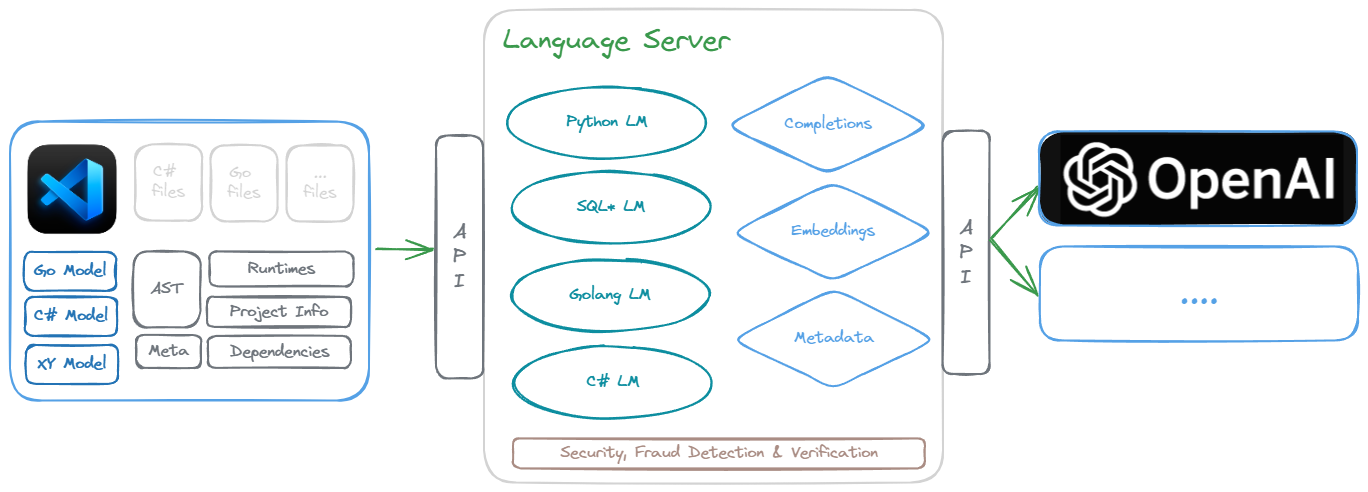 Language Server
C#
files
Go
files
...
files
Go Model
C# Model
XY Model
AST
Meta
Runtimes
Project Info
Dependencies
A
P
I
Python LM
SQL* LM
Golang LM
C# LM
Completions
Embeddings
Metadata
Security, Fraud Detection & Verification
A
P
I
OpenAI
....